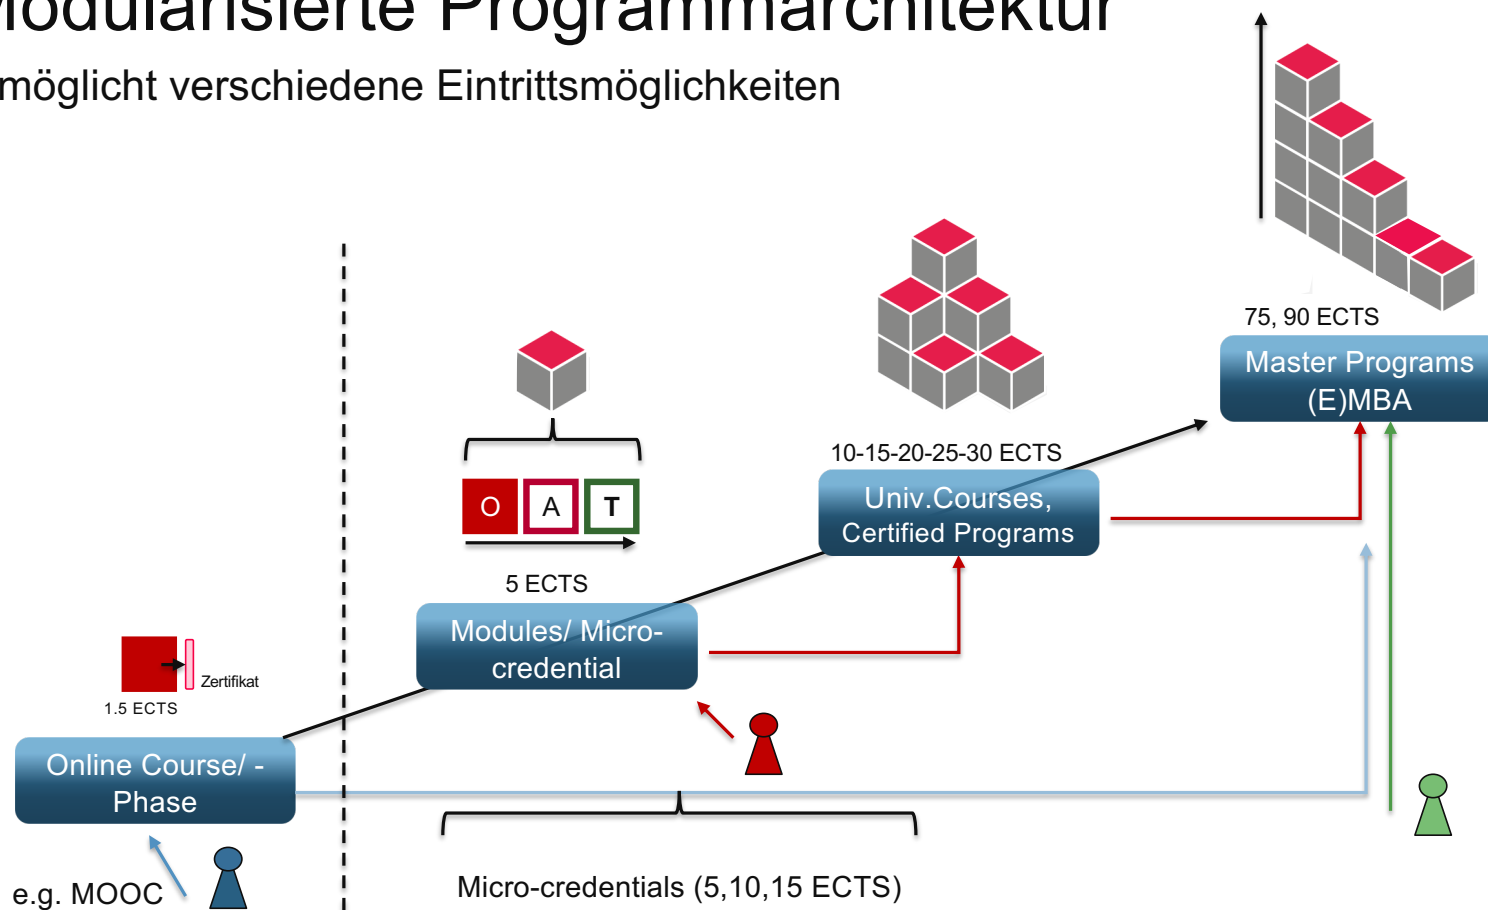 Modularisierte Programmarchitektur
möglicht verschiedene Eintrittsmöglichkeiten
75, 90 ECTS
Master Programs
(E)MBA
10-15-20-25-30 ECTS
Univ.Courses,
Certified Programs
O A T
5 ECTS
Modules/ Micro-
credential
Zertifikat
1.5 ECTS
Online Course/ -
Phase
e.g. MOOC
Micro-credentials (5,10,15 ECTS)